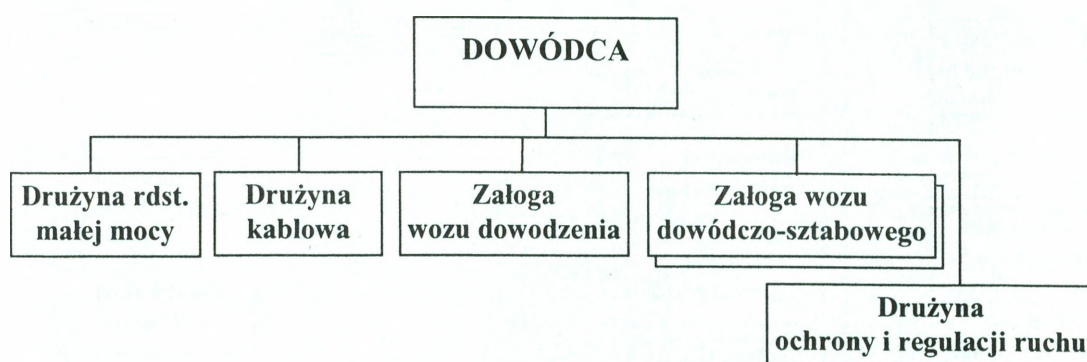 DOWÓDCA
Drużyna rdst.
małej mocy
Drużyna
kablowa
Załoga
wozu dowodzenia
Załoga wozu
dowódczo-sztabowego
Drużyna
ochrony i regulacji ruchu